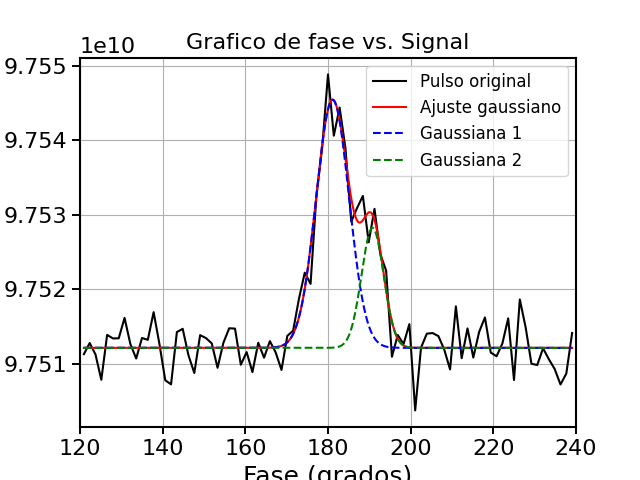 Grafico de fase vs. Signal
1e10
9.755
9.754
9.753
9.752
9.751
Pulso original
Ajuste gaussiano
Gaussiana 1
Gaussiana 2
120 140 160 180 200 220 240
Fase (grados)